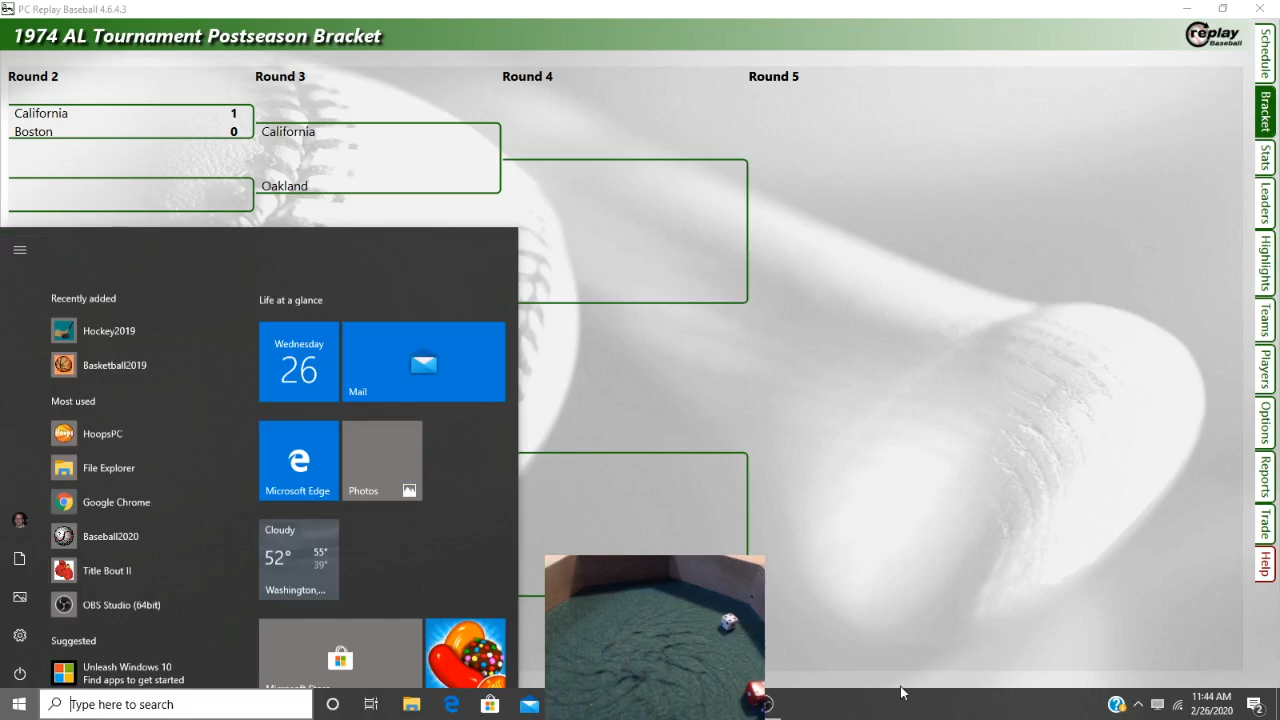 PC Replay Baseball 4.6.4.3
1974 AL Tournament Postseason Bracket
replay
Baseball
Round 2
Round 3
Round 4
Round 5
California 1
Boston 0
California
Oakland
Schedule
Bracket
Stats
Leaders
Highlights
Teams
Players
Options
Reports
Trade
Help
Recently added
Hockey2019
Basketball2019
Most used
HoopsPC
File Explorer
Google Chrome
Baseball2020
Title Bout II
OBS Studio (64bit)
Suggested
Unleash Windows 10
Find apps to get started
Life at a glance
Wednesday
26
Mail
Microsoft Edge
Photos
Cloudy
52° 55°
39°
Washington,...
Microsoft Store
Type here to search
11:44 AM
2/26/2020
2